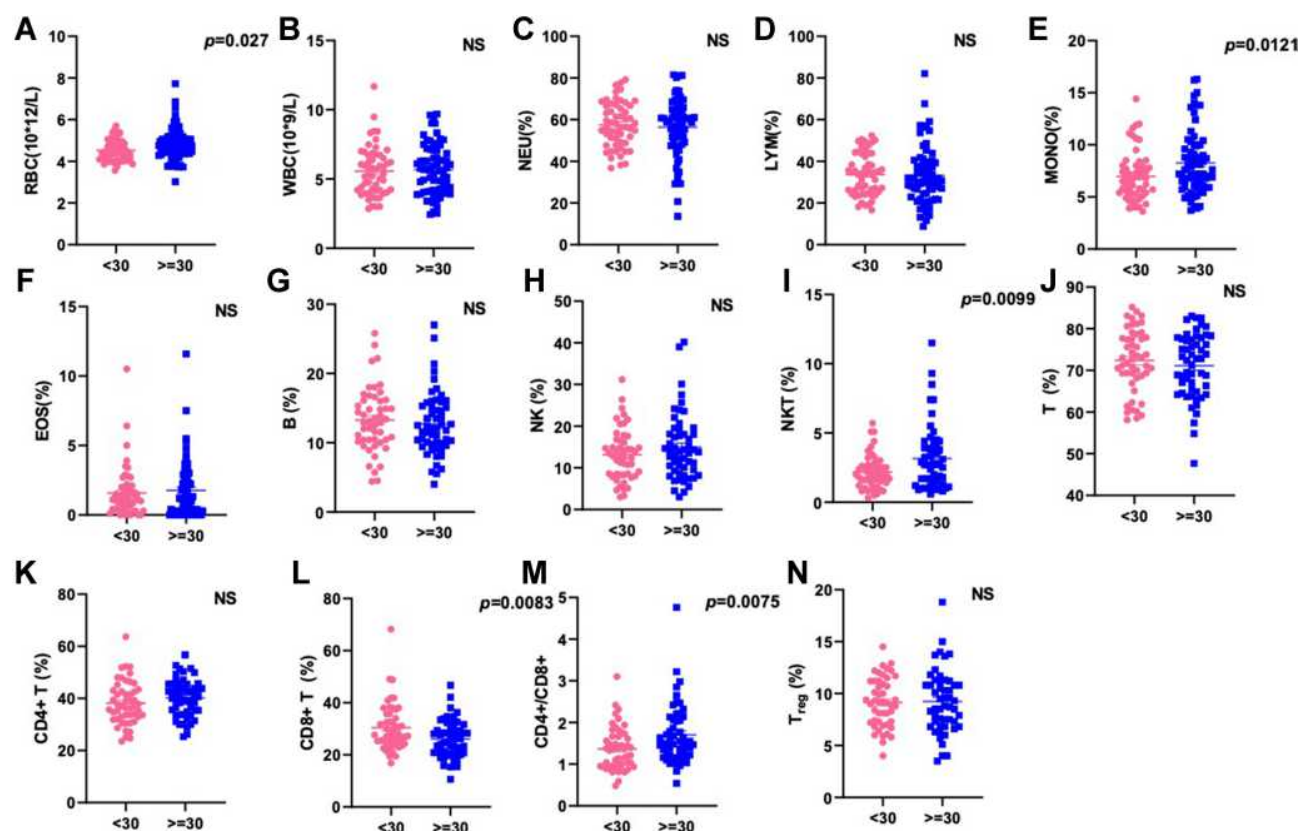 A
p=0.027
RBC(10*12/L)
10
8
6
4
2
0
<30
>=30
B
NS
WBC(10*9/L)
15
10
5
0
<30
>=30
C
NS
NEU(%)
100
80
60
40
20
0
<30
>=30
D
NS
LYM(%)
100
80
60
40
20
0
<30
>=30
E
p=0.0121
MONO(%)
20
15
10
5
0
<30
>=30
F
NS
EOS(%)
15
10
5
0
<30
>=30
G
NS
B (%)
30
20
10
0
<30
>=30
H
NS
NK (%)
50
40
30
20
10
0
<30
>=30
I
p=0.0099
NKT (%)
15
10
5
0
<30
>=30
J
NS
T (%)
90
80
70
60
50
40
<30
>=30
K
NS
CD4+ T (%)
80
60
40
20
0
<30
>=30
L
p=0.0083
CD8+ T (%)
80
60
40
20
0
<30
>=30
M
p=0.0075
CD4+/CD8+
5
4
3
2
1
0
<30
>=30
N
NS
Treg (%)
20
15
10
5
0
<30
>=30